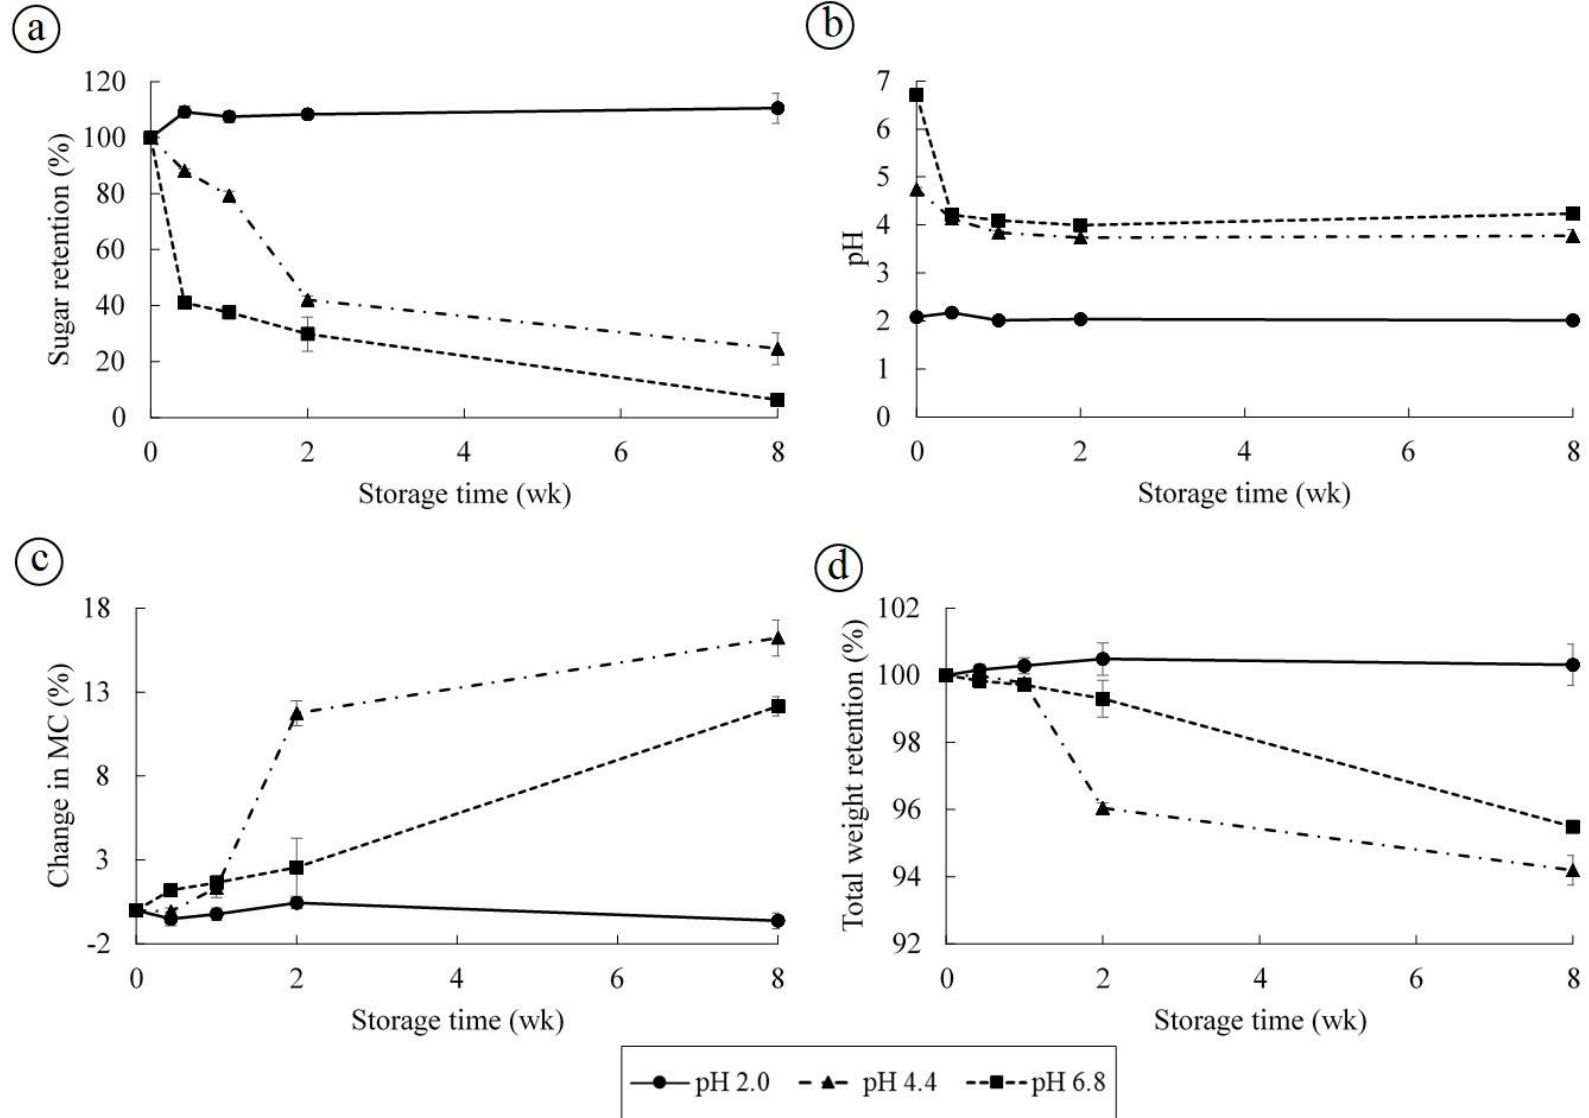 a
120
100
80
60
40
20
0
Sugar retention (%)
0 2 4 6 8
Storage time (wk)
b
7
6
5
4
3
2
1
0
pH
0 2 4 6 8
Storage time (wk)
c
18
13
8
3
-2
Change in MC (%)
0 2 4 6 8
Storage time (wk)
d
102
100
98
96
94
92
Total weight retention (%)
0 2 4 6 8
Storage time (wk)
pH 2.0 pH 4.4 pH 6.8